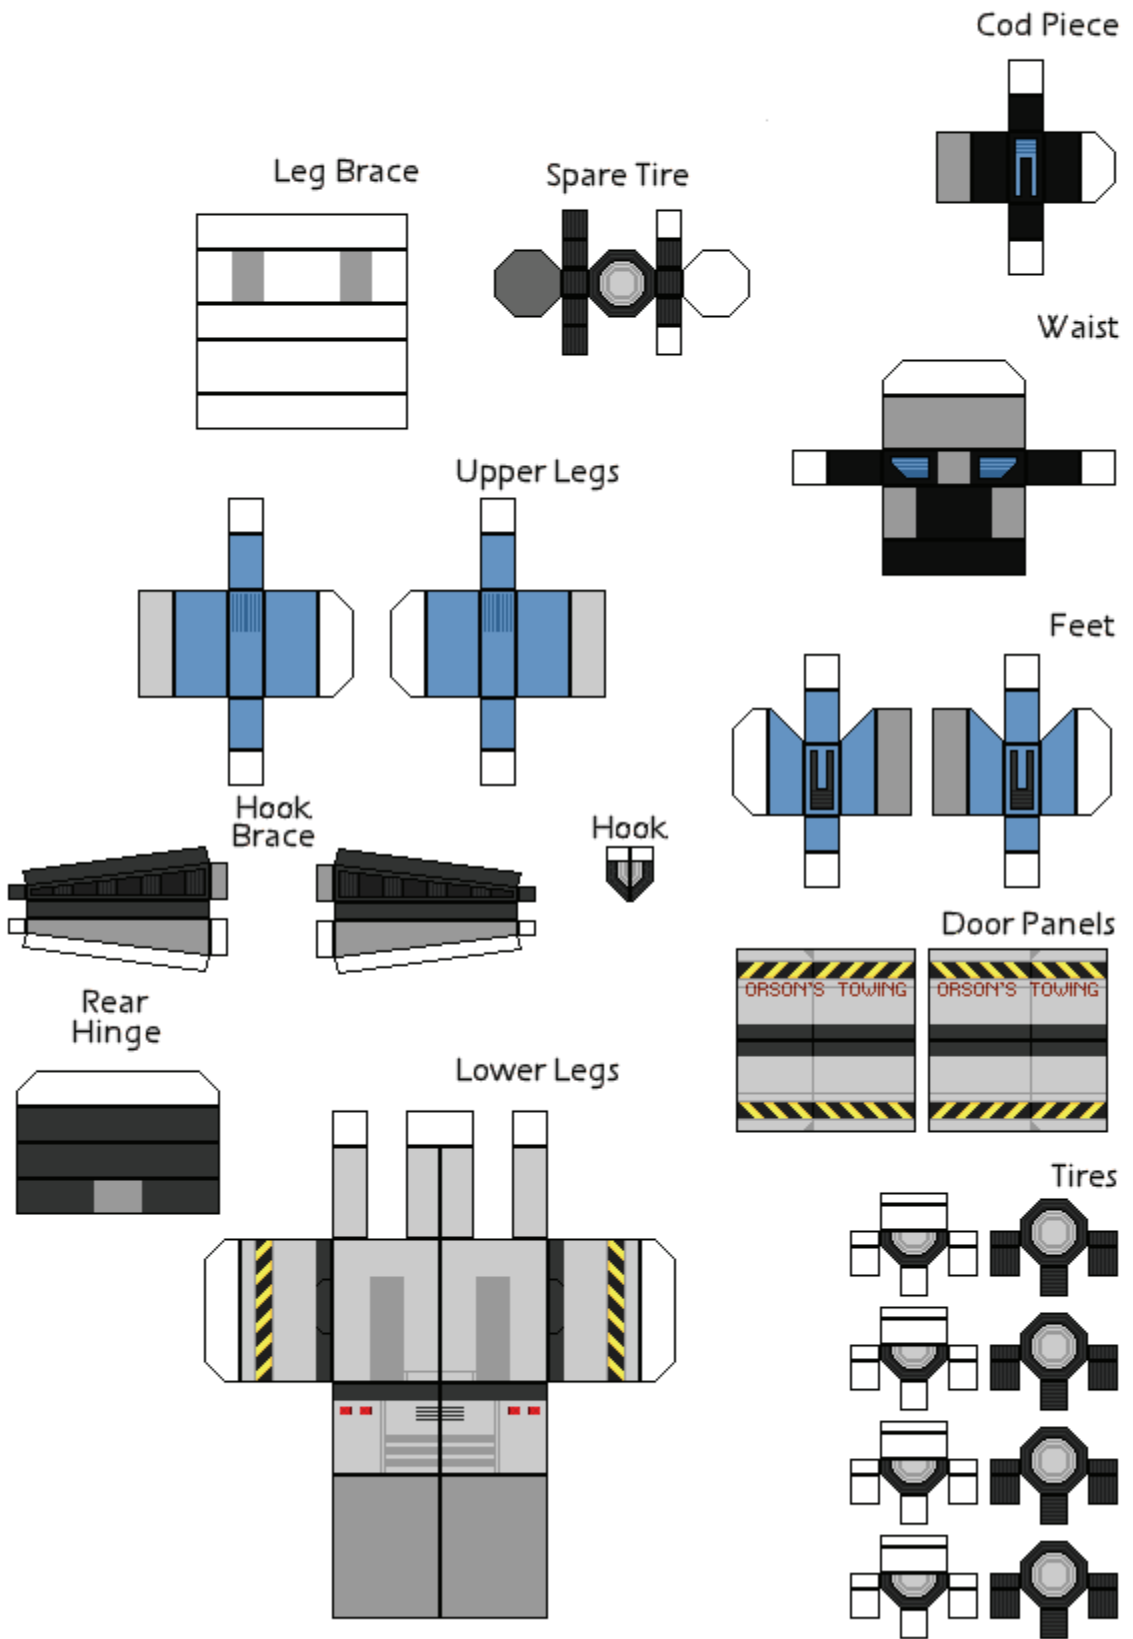 Cod Piece
Leg Brace
Spare Tire
Waist
Upper Legs
Feet
Hook
Brace
Hook
Door Panels
ORSON'S TOWING
ORSON'S TOWING
Rear
Hinge
Lower Legs
Tires